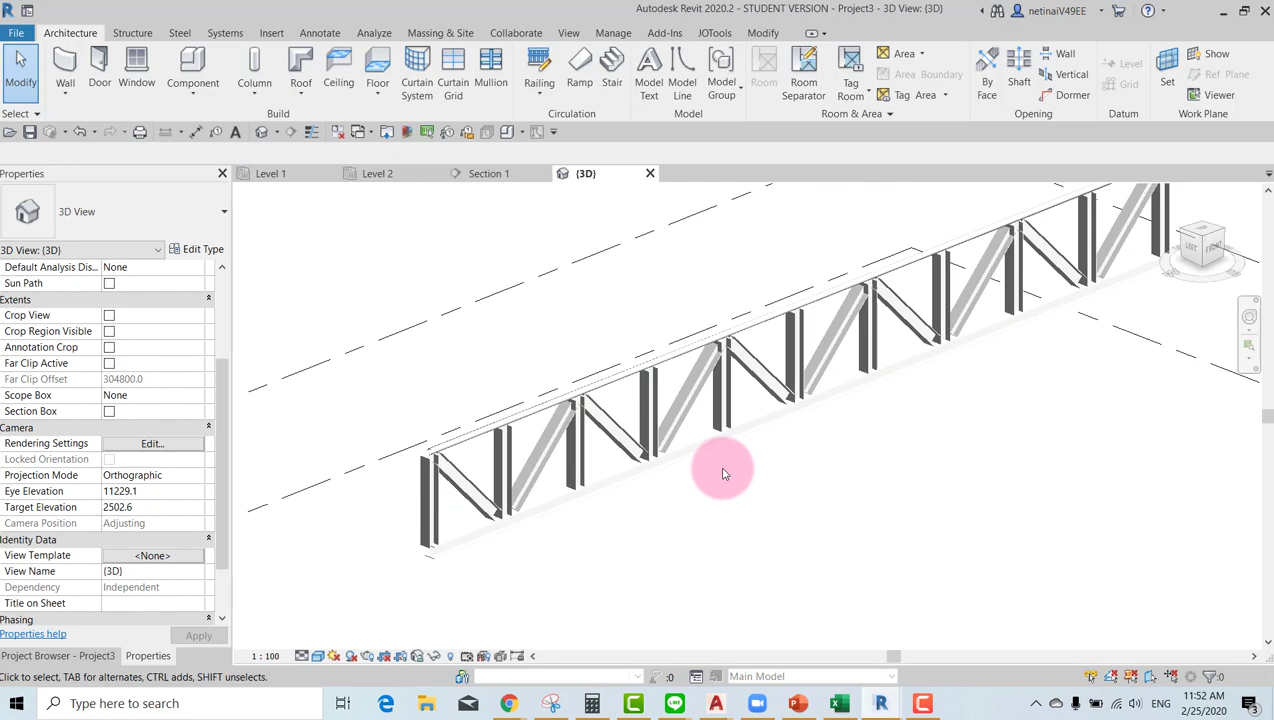 Autodesk Revit 2020.2 - STUDENT VERSION - Project3 - 3D View: {3D}
netinaiV49EE
File Architecture Structure Steel Systems Insert Annotate Analyze Massing & Site Collaborate View Manage Add-Ins JOTools Modify
Modify Wall Door Window Component Column Roof Ceiling Floor Curtain System Curtain Grid Mullion Railing Ramp Stair Model Text Model Line Model Group Room Room Separator Tag Room By Face Shaft Set
Area Wall Level Show
Area Boundary Vertical Grid Ref Plane
Tag Area Dormer Viewer
Select Build Circulation Model Room & Area Opening Datum Work Plane
Properties Level 1 Level 2 Section 1 {3D}
3D View
3D View: {3D} Edit Type
Default Analysis Dis... None
Sun Path
Extents
Crop View
Crop Region Visible
Annotation Crop
Far Clip Active
Far Clip Offset 304800.0
Scope Box None
Section Box
Camera
Rendering Settings Edit...
Locked Orientation
Projection Mode Orthographic
Eye Elevation 11229.1
Target Elevation 2502.6
Camera Position Adjusting
Identity Data
View Template <None>
View Name {3D}
Dependency Independent
Title on Sheet
Phasing
Properties help Apply
Project Browser - Project3 Properties
LEFT FRONT
1 : 100
Click to select, TAB for alternates, CTRL adds, SHIFT unselects. :0 Main Model :0
Type here to search
11:52 AM
2/25/2020
3